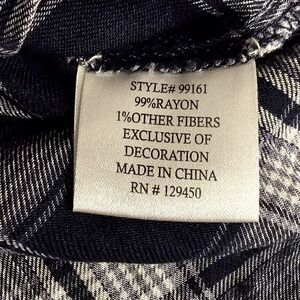 STYLE# 99161
99%RAYON
1%OTHER FIBERS
EXCLUSIVE OF
DECORATION
MADE IN CHINA
RN # 129450